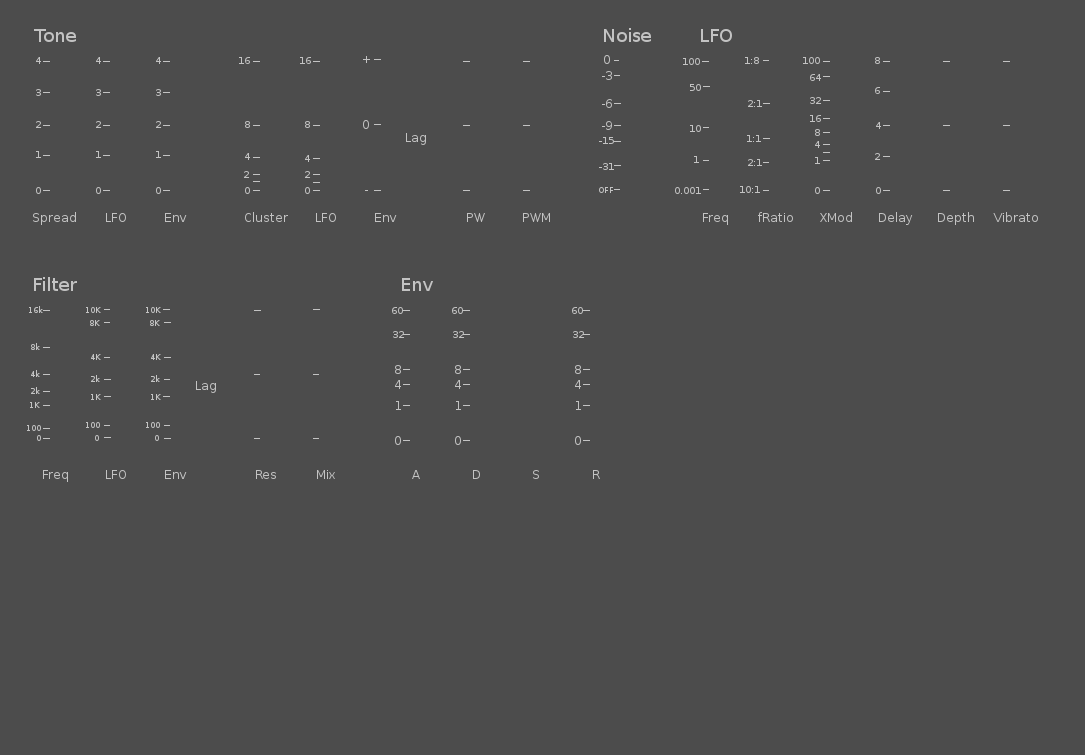 Tone Noise LFO
4 4 4 16 16 + 0 100 1:8 100 8
-3 64
3 3 3 50 6
-6 2:1 32
16
2 2 2 8 8 0 -9 10 8 4
Lag -15 1:1 4
1 1 1 4 4 1 2:1 1 2
-31
2 2
0 0 0 0 0 - OFF 0.001 10:1 0 0
Spread LFO Env Cluster LFO Env PW PWM Freq fRatio XMod Delay Depth Vibrato
Filter Env
16k 10K 10K 60 60 60
8K 8K
32 32 32
8k
4K 4K
8 8 8
4k 2k 2k
Lag 4 4 4
2k 1K 1K
1K 1 1 1
100 100 100
0 0 0 0 0 0
Freq LFO Env Res Mix A D S R